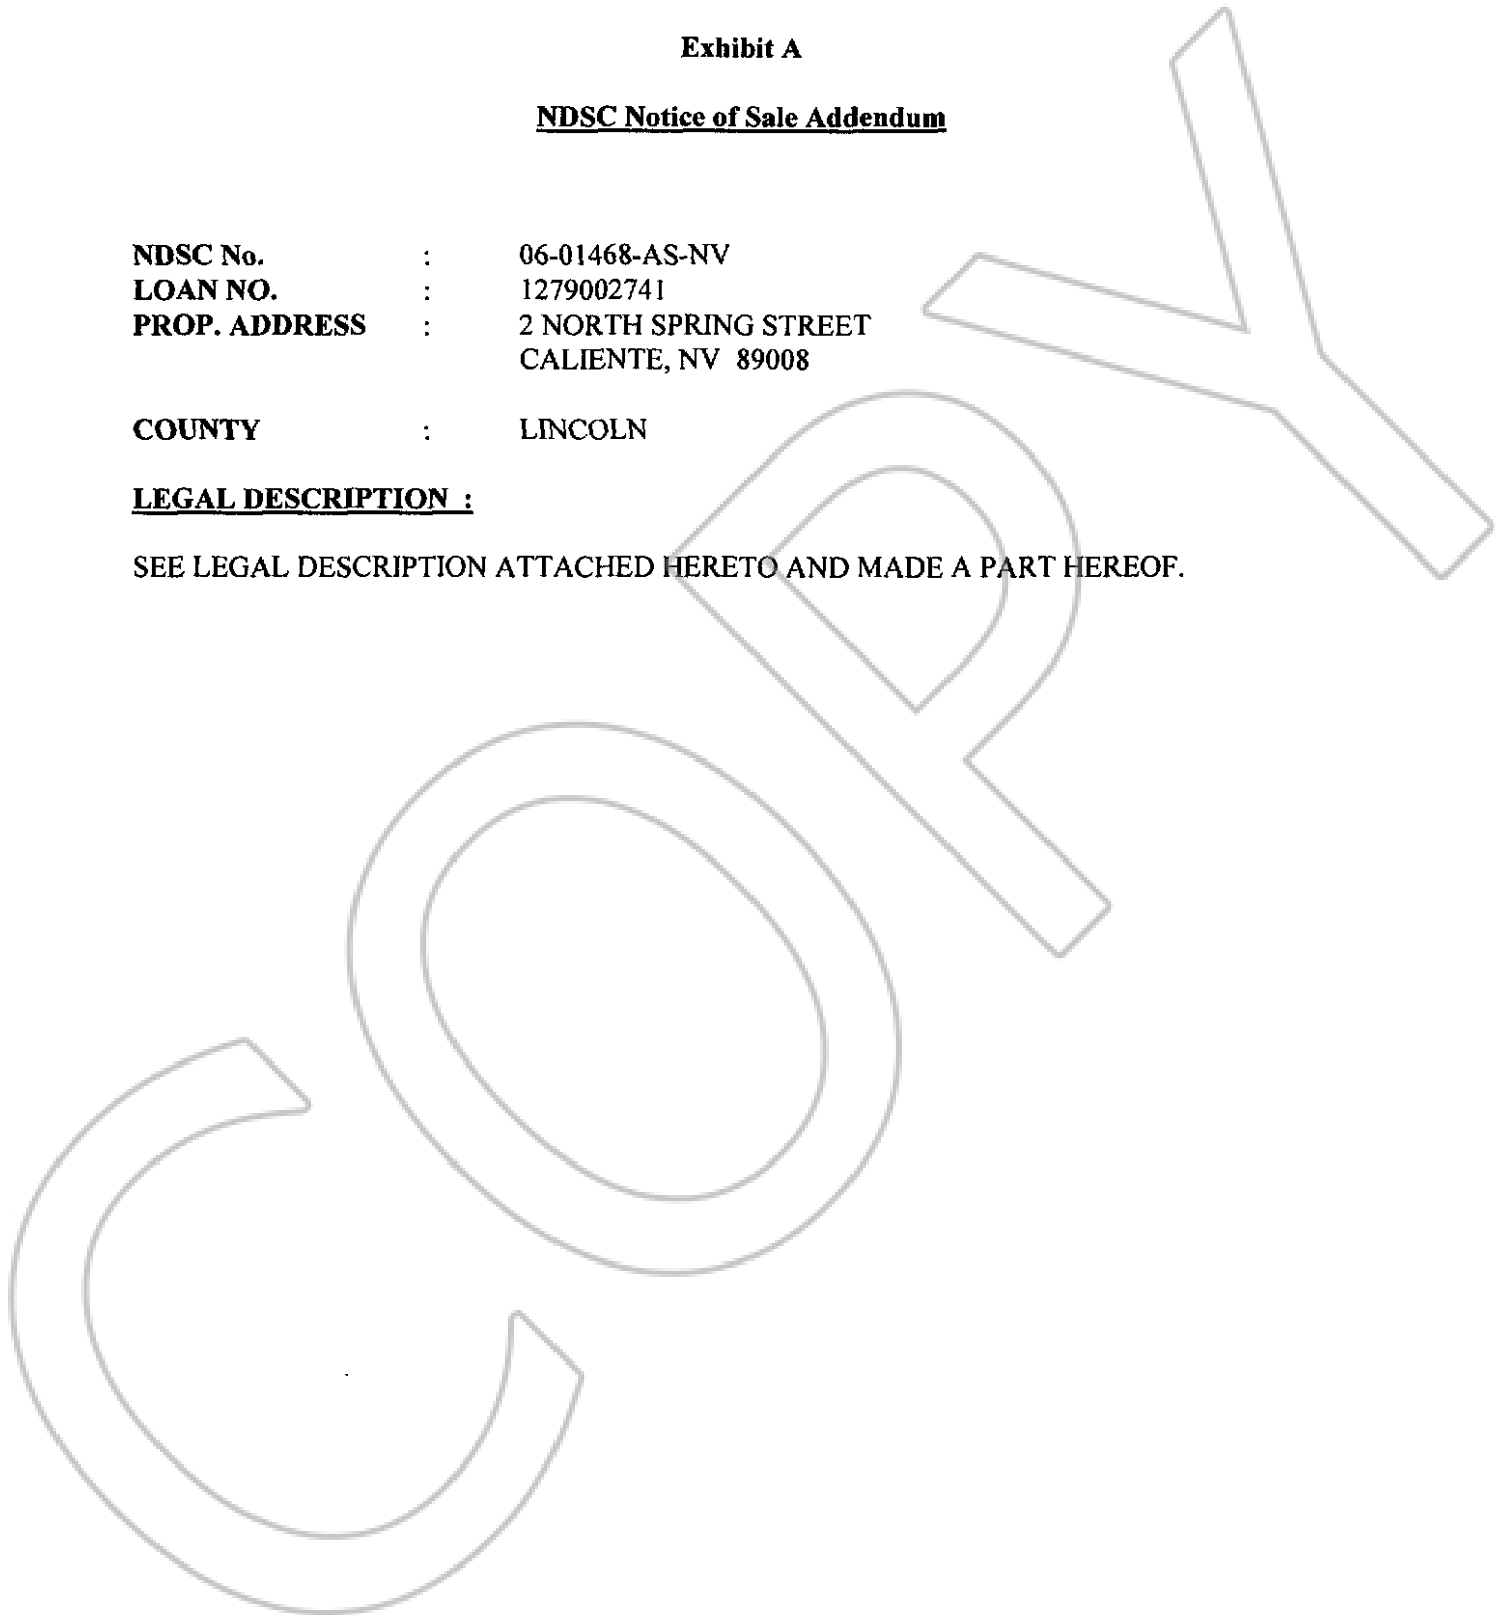 Exhibit A
NDSC Notice of Sale Addendum
NDSC No. : 06-01468-AS-NV
LOAN NO. : 1279002741
PROP. ADDRESS : 2 NORTH SPRING STREET
CALIENTE, NV 89008
COUNTY : LINCOLN
LEGAL DESCRIPTION :
SEE LEGAL DESCRIPTION ATTACHED HERETO AND MADE A PART HEREOF.
COPY